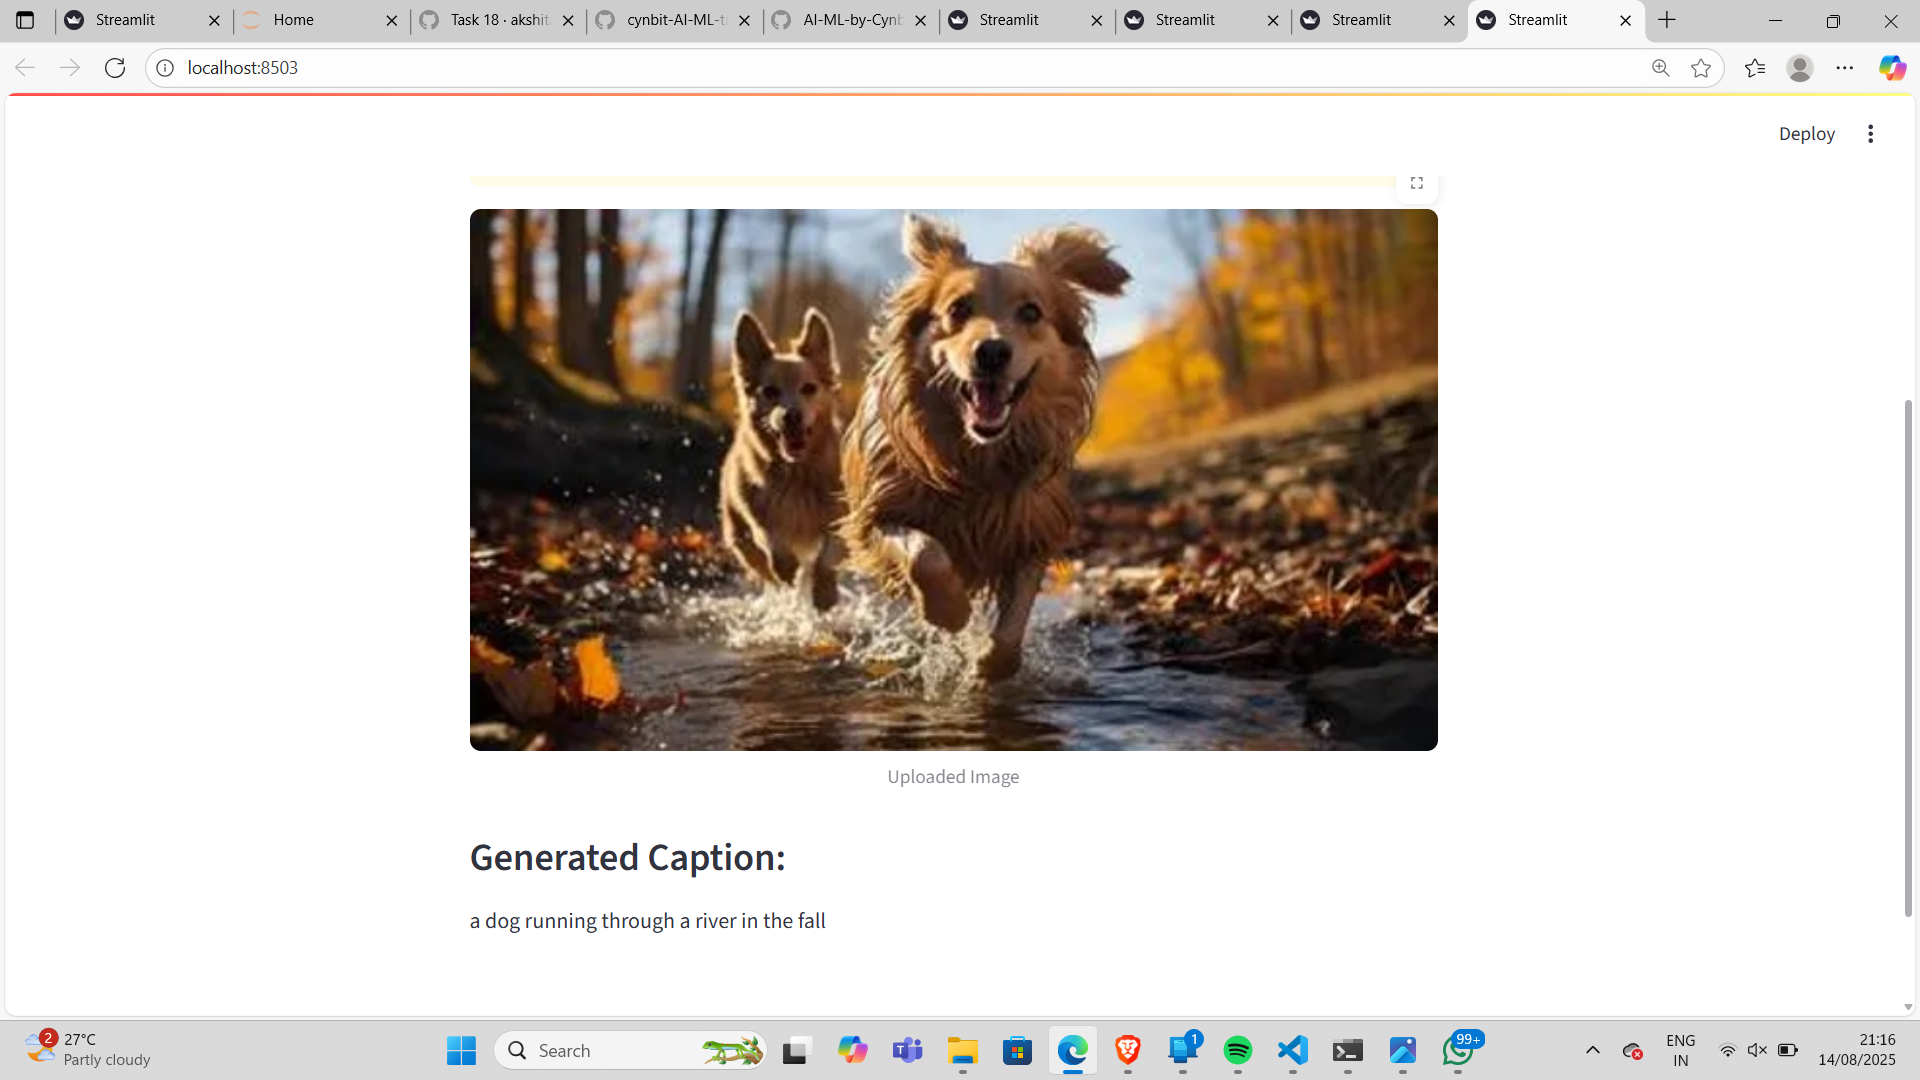 Streamlit
Home
Task 18 · akshit
cynbit-AI-ML-t
AI-ML-by-Cynb
Streamlit
Streamlit
Streamlit
Streamlit
localhost:8503
Deploy
Uploaded Image
Generated Caption:
a dog running through a river in the fall
2
27°C
Partly cloudy
Search
1
99+
ENG
IN
21:16
14/08/2025